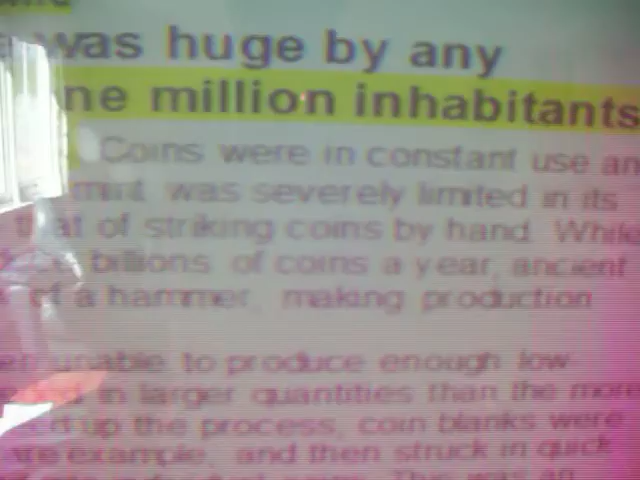 was huge by any
ne million inhabitants
Coins were in constant use an
mint was severely limited in its
that of striking coins by hand. While
billions of coins a year, ancient
of a hammer, making production
unable to produce enough low-
in larger quantities than the more
up the process, coin blanks were
example, and then struck in quick
This was an